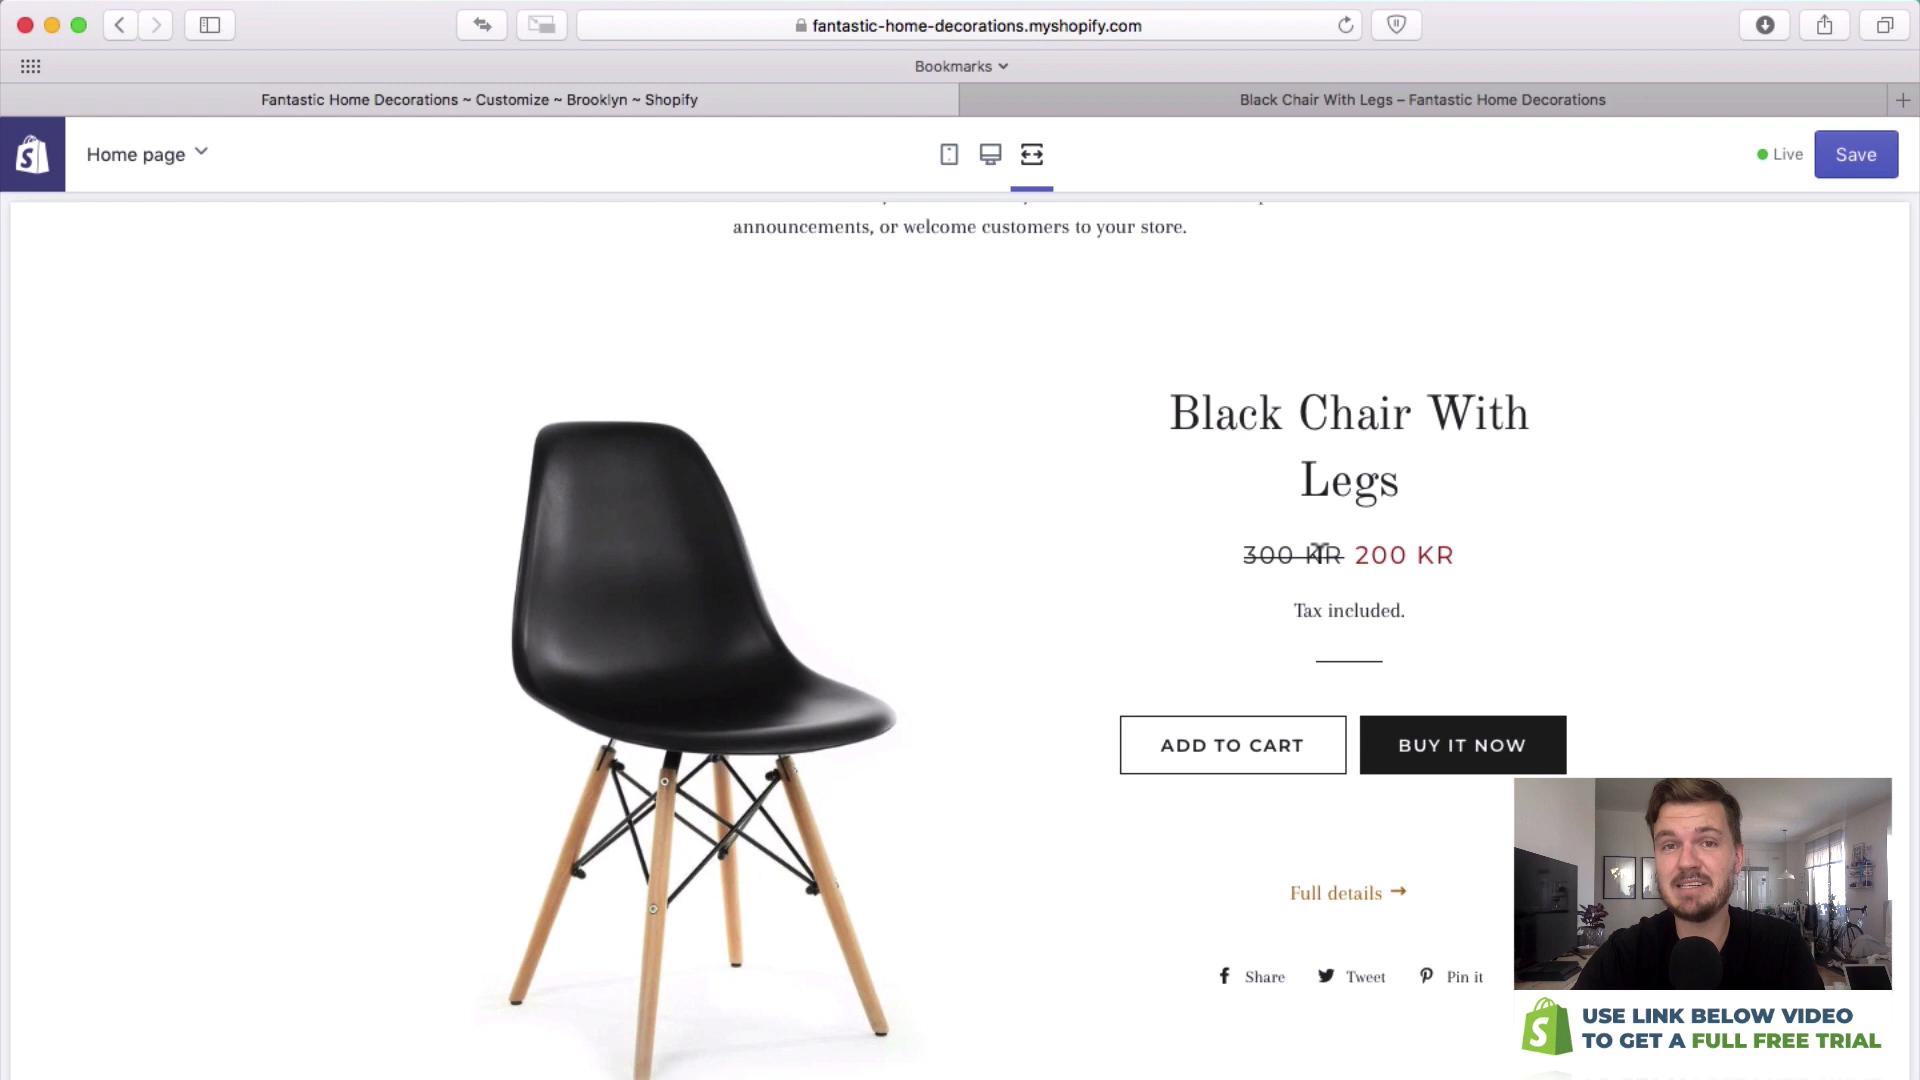 fantastic-home-decorations.myshopify.com
Bookmarks
Fantastic Home Decorations ~ Customize ~ Brooklyn ~ Shopify
Black Chair With Legs – Fantastic Home Decorations
Home page
Live
Save
announcements, or welcome customers to your store.
Black Chair With
Legs
300 KR 200 KR
Tax included.
ADD TO CART
BUY IT NOW
Full details →
Share
Tweet
Pin it
USE LINK BELOW VIDEO
TO GET A FULL FREE TRIAL